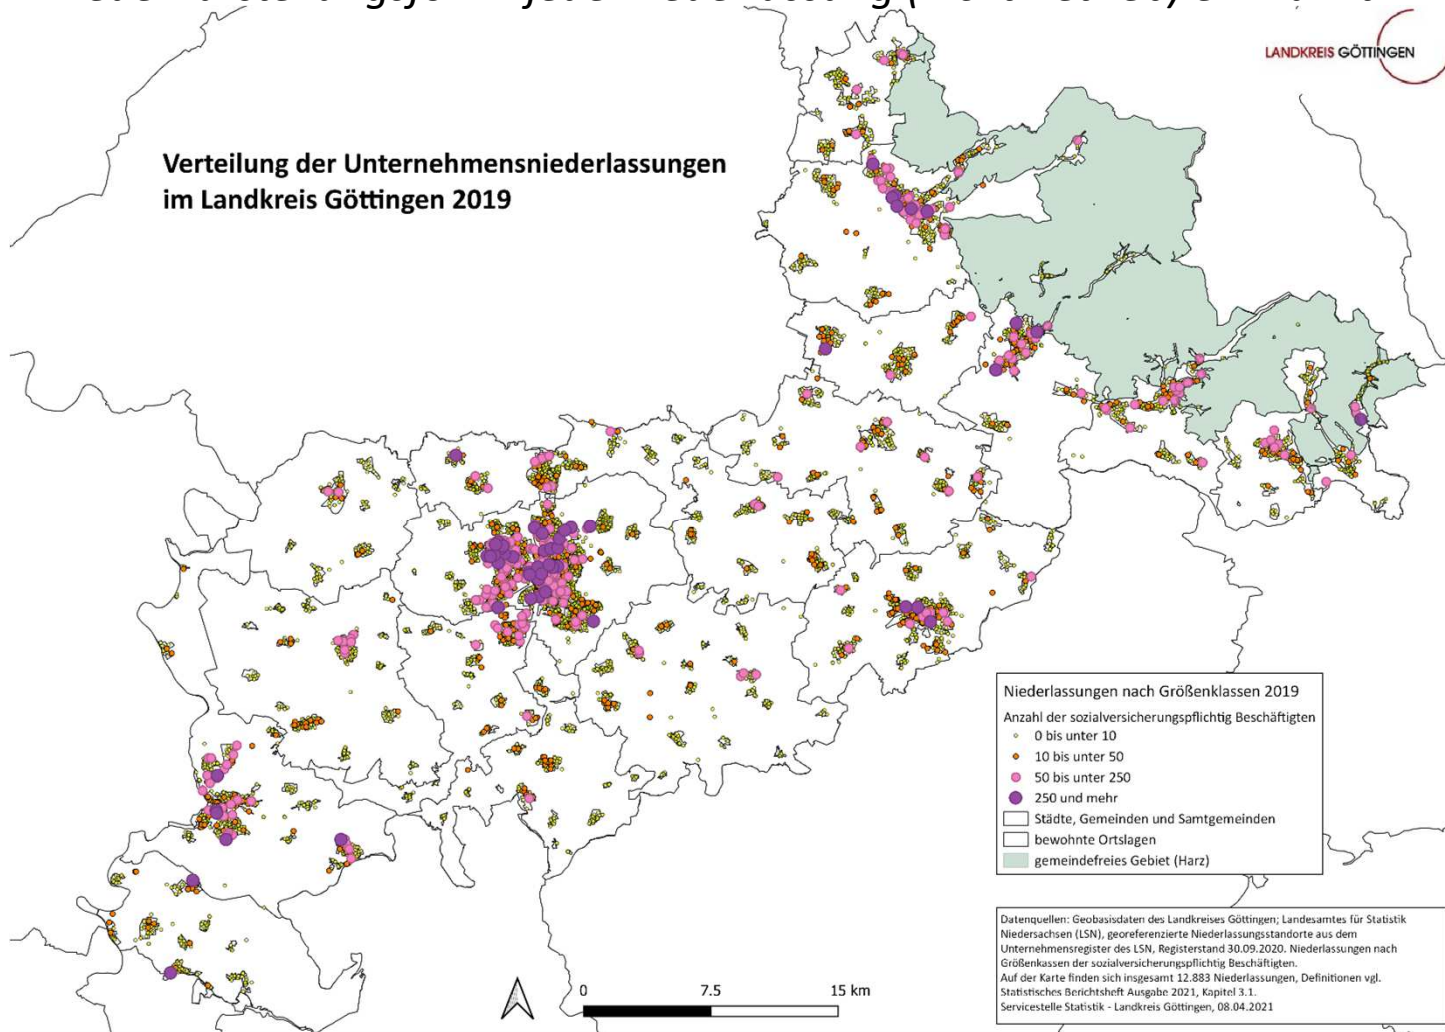 LANDKREIS GÖTTINGEN
Verteilung der Unternehmensniederlassungen
im Landkreis Göttingen 2019
Niederlassungen nach Größenklassen 2019
Anzahl der sozialversicherungspflichtig Beschäftigten
0 bis unter 10
10 bis unter 50
50 bis unter 250
250 und mehr
Städte, Gemeinden und Samtgemeinden
bewohnte Ortslagen
gemeindefreies Gebiet (Harz)
Datenquellen: Geobasisdaten des Landkreises Göttingen; Landesamtes für Statistik
Niedersachsen (LSN), georeferenzierte Niederlassungsstandorte aus dem
Unternehmensregister des LSN, Registerstand 30.09.2020. Niederlassungen nach
Größenkassen der sozialversicherungspflichtig Beschäftigten.
Auf der Karte finden sich insgesamt 12.883 Niederlassungen, Definitionen vgl.
Statistisches Berichtsheft Ausgabe 2021, Kapitel 3.1.
Servicestelle Statistik - Landkreis Göttingen, 08.04.2021
0 7.5 15 km